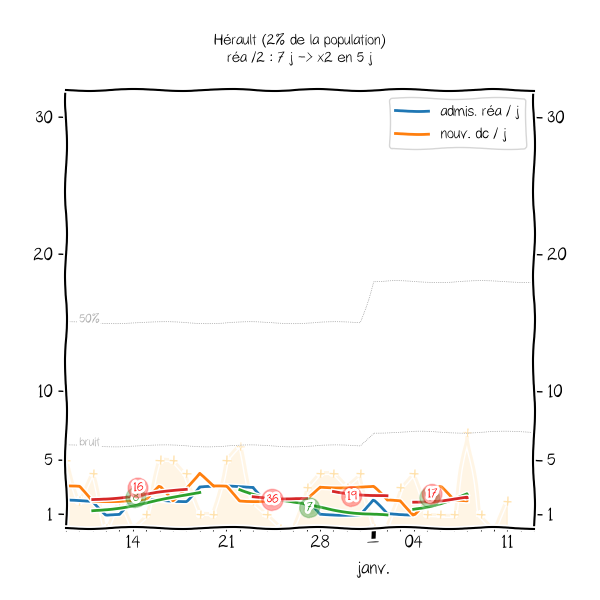 Hérault (2% de la population)
réa /2 : 7 j -> x2 en 5 j
admis. réa / j
nouv. dc / j
30 30
20 20
50%
10 10
bruit
5 5
16 36 7 19 17
1 1
14 21 28 04 11
janv.